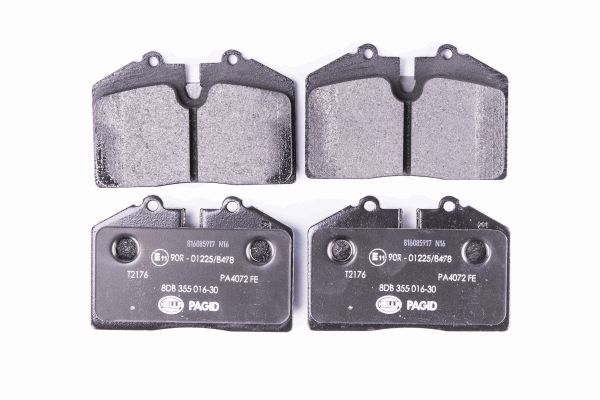 816085917 N16
E11 90R - 01225/8478
T2176
PA4072 FE
8DB 355 016-30
HELLA PAGID
816085917 N16
E11 90R - 01225/8478
T2176
PA4072 FE
8DB 355 016-30
HELLA PAGID